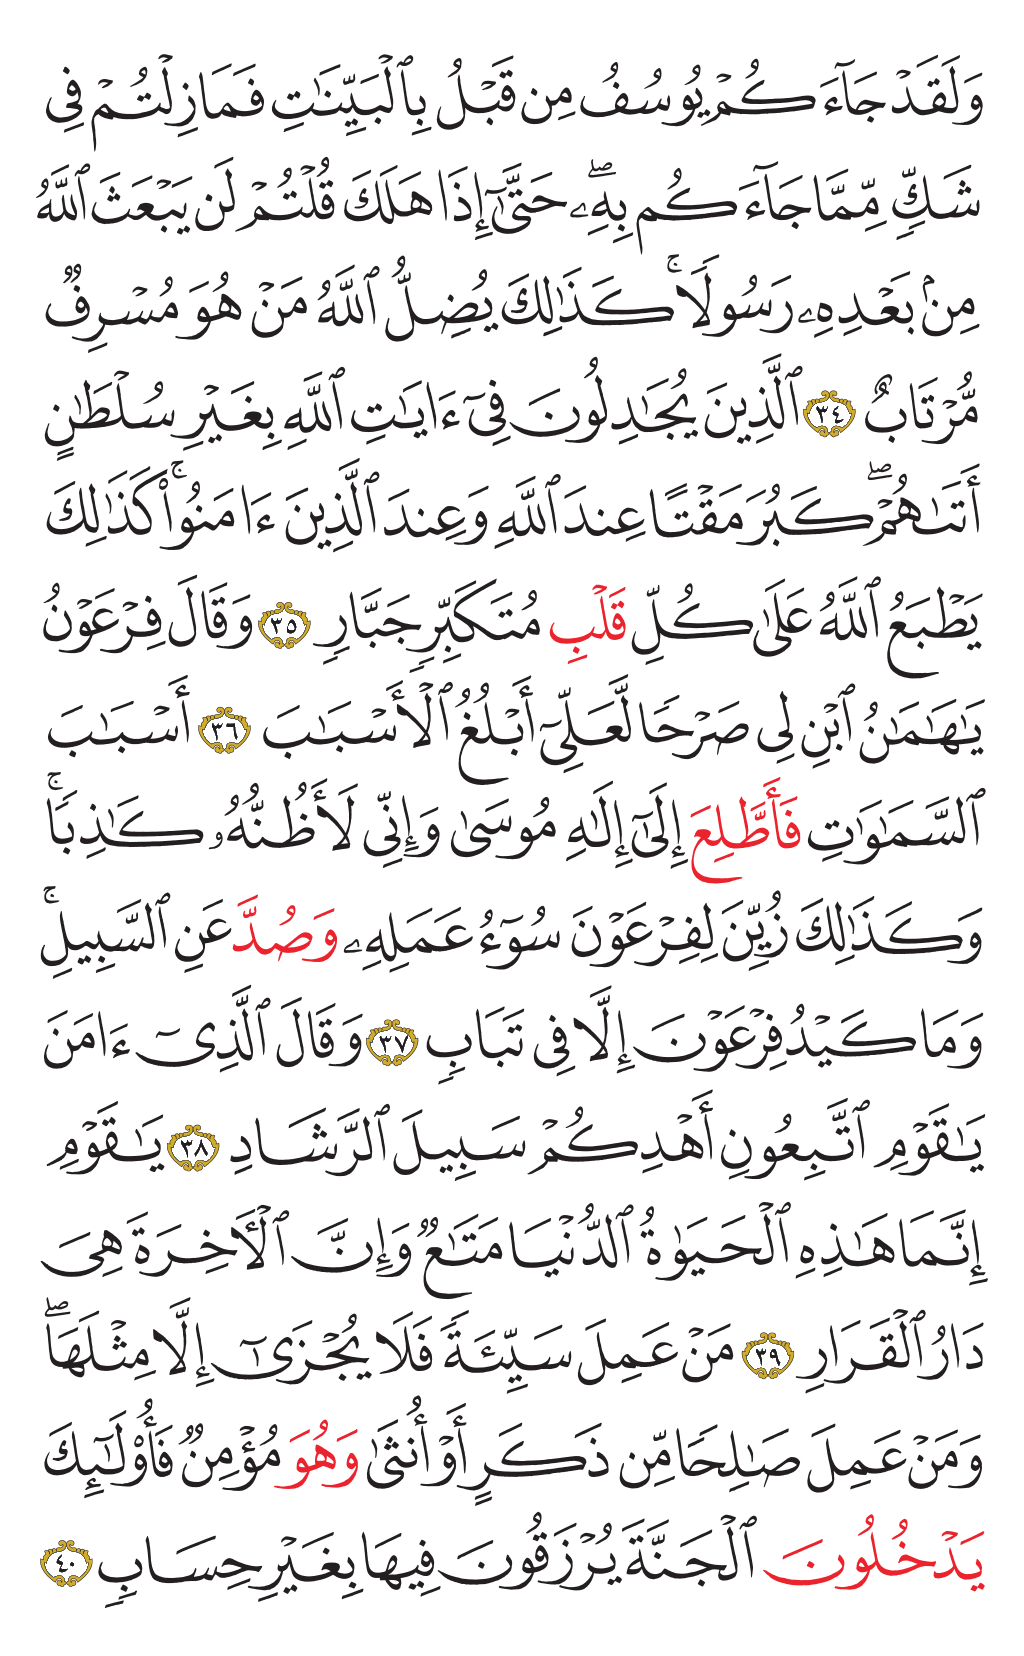 وَلَقَدْ جَآءَكُمْ يُوسُفُ مِن قَبْلُ بِٱلْبَيِّنَٰتِ فَمَا زِلْتُمْ فِى
شَكٍّ مِّمَّا جَآءَكُم بِهِۦ ۖ حَتَّىٰٓ إِذَا هَلَكَ قُلْتُمْ لَن يَبْعَثَ ٱللَّهُ
مِنۢ بَعْدِهِۦ رَسُولًا ۚ كَذَٰلِكَ يُضِلُّ ٱللَّهُ مَنْ هُوَ مُسْرِفٌ
مُّرْتَابٌ ٣٤ ٱلَّذِينَ يُجَٰدِلُونَ فِىٓ ءَايَٰتِ ٱللَّهِ بِغَيْرِ سُلْطَٰنٍ
أَتَىٰهُمْ ۖ كَبُرَ مَقْتًا عِندَ ٱللَّهِ وَعِندَ ٱلَّذِينَ ءَامَنُوا۟ ۚ كَذَٰلِكَ
يَطْبَعُ ٱللَّهُ عَلَىٰ كُلِّ قَلْبِ مُتَكَبِّرٍ جَبَّارٍ ٣٥ وَقَالَ فِرْعَوْنُ
يَٰهَٰمَٰنُ ٱبْنِ لِى صَرْحًا لَّعَلِّىٓ أَبْلُغُ ٱلْأَسْبَٰبَ ٣٦ أَسْبَٰبَ
ٱلسَّمَٰوَٰتِ فَأَطَّلِعَ إِلَىٰٓ إِلَٰهِ مُوسَىٰ وَإِنِّى لَأَظُنُّهُۥ كَٰذِبًا ۚ
وَكَذَٰلِكَ زُيِّنَ لِفِرْعَوْنَ سُوٓءُ عَمَلِهِۦ وَصُدَّ عَنِ ٱلسَّبِيلِ ۚ
وَمَا كَيْدُ فِرْعَوْنَ إِلَّا فِى تَبَابٍ ٣٧ وَقَالَ ٱلَّذِىٓ ءَامَنَ
يَٰقَوْمِ ٱتَّبِعُونِ أَهْدِكُمْ سَبِيلَ ٱلرَّشَادِ ٣٨ يَٰقَوْمِ
إِنَّمَا هَٰذِهِ ٱلْحَيَوٰةُ ٱلدُّنْيَا مَتَٰعٌ وَإِنَّ ٱلْءَاخِرَةَ هِىَ
دَارُ ٱلْقَرَارِ ٣٩ مَنْ عَمِلَ سَيِّئَةً فَلَا يُجْزَىٰٓ إِلَّا مِثْلَهَا ۖ
وَمَنْ عَمِلَ صَٰلِحًا مِّن ذَكَرٍ أَوْ أُنثَىٰ وَهُوَ مُؤْمِنٌ فَأُو۟لَٰٓئِكَ
يَدْخُلُونَ ٱلْجَنَّةَ يُرْزَقُونَ فِيهَا بِغَيْرِ حِسَابٍ ٤٠